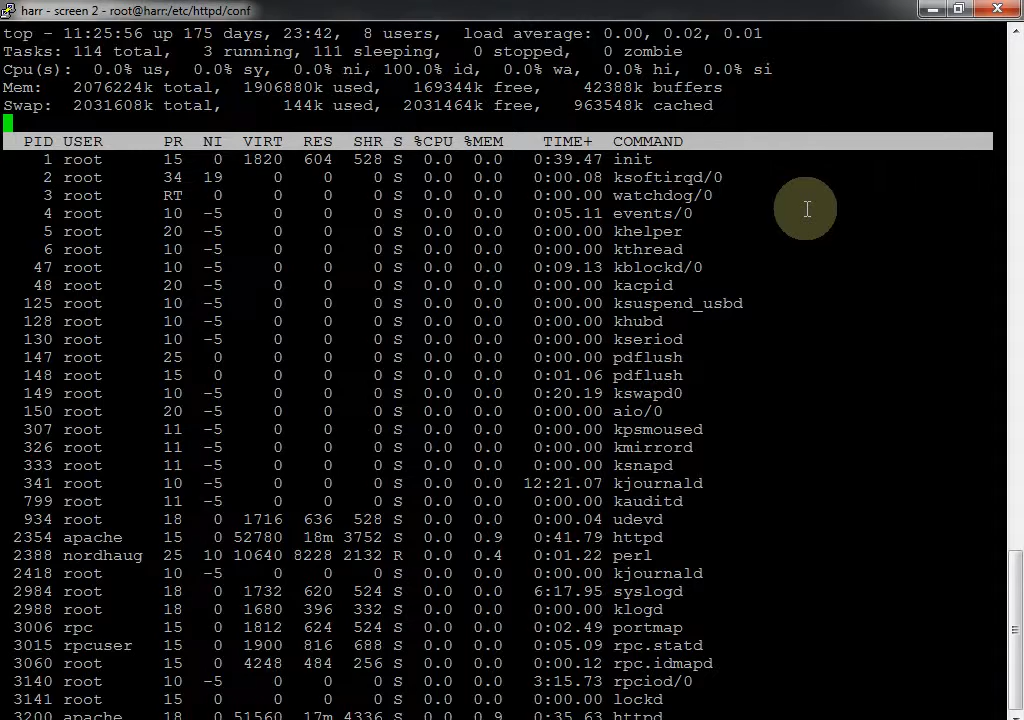 harr - screen 2 - root@harr:/etc/httpd/conf
top - 11:25:56 up 175 days, 23:42,  8 users,  load average: 0.00, 0.02, 0.01
Tasks: 114 total,   3 running, 111 sleeping,   0 stopped,   0 zombie
Cpu(s):  0.0% us,  0.0% sy,  0.0% ni, 100.0% id,  0.0% wa,  0.0% hi,  0.0% si
Mem:   2076224k total,  1906880k used,   169344k free,    42388k buffers
Swap:  2031608k total,      144k used,  2031464k free,   963548k cached
PID USER      PR  NI  VIRT  RES  SHR S %CPU %MEM    TIME+  COMMAND
1 root      15   0  1820  604  528 S  0.0  0.0   0:39.47 init
2 root      34  19     0    0    0 S  0.0  0.0   0:00.08 ksoftirqd/0
3 root      RT   0     0    0    0 S  0.0  0.0   0:00.00 watchdog/0
4 root      10  -5     0    0    0 S  0.0  0.0   0:05.11 events/0
5 root      20  -5     0    0    0 S  0.0  0.0   0:00.00 khelper
6 root      10  -5     0    0    0 S  0.0  0.0   0:00.00 kthread
47 root      10  -5     0    0    0 S  0.0  0.0   0:09.13 kblockd/0
48 root      20  -5     0    0    0 S  0.0  0.0   0:00.00 kacpid
125 root      10  -5     0    0    0 S  0.0  0.0   0:00.00 ksuspend_usbd
128 root      10  -5     0    0    0 S  0.0  0.0   0:00.00 khubd
130 root      10  -5     0    0    0 S  0.0  0.0   0:00.00 kseriod
147 root      25   0     0    0    0 S  0.0  0.0   0:00.00 pdflush
148 root      15   0     0    0    0 S  0.0  0.0   0:01.06 pdflush
149 root      10  -5     0    0    0 S  0.0  0.0   0:20.19 kswapd0
150 root      20  -5     0    0    0 S  0.0  0.0   0:00.00 aio/0
307 root      11  -5     0    0    0 S  0.0  0.0   0:00.00 kpsmoused
326 root      11  -5     0    0    0 S  0.0  0.0   0:00.00 kmirrord
333 root      11  -5     0    0    0 S  0.0  0.0   0:00.00 ksnapd
341 root      10  -5     0    0    0 S  0.0  0.0  12:21.07 kjournald
799 root      11  -5     0    0    0 S  0.0  0.0   0:00.00 kauditd
934 root      18   0  1716  636  528 S  0.0  0.0   0:00.04 udevd
2354 apache    15   0 52780  18m 3752 S  0.0  0.9   0:41.79 httpd
2388 nordhaug  25  10 10640 8228 2132 R  0.0  0.4   0:01.22 perl
2418 root      10  -5     0    0    0 S  0.0  0.0   0:00.00 kjournald
2984 root      18   0  1732  620  524 S  0.0  0.0   6:17.95 syslogd
2988 root      18   0  1680  396  332 S  0.0  0.0   0:00.00 klogd
3006 rpc       15   0  1812  624  524 S  0.0  0.0   0:02.49 portmap
3015 rpcuser   15   0  1900  816  688 S  0.0  0.0   0:05.09 rpc.statd
3060 root      15   0  4248  484  256 S  0.0  0.0   0:00.12 rpc.idmapd
3140 root      10  -5     0    0    0 S  0.0  0.0   3:15.73 rpciod/0
3141 root      15   0     0    0    0 S  0.0  0.0   0:00.00 lockd
3200 apache    18   0 51560  17m 4336 S  0.0  0.9   0:35.63 httpd